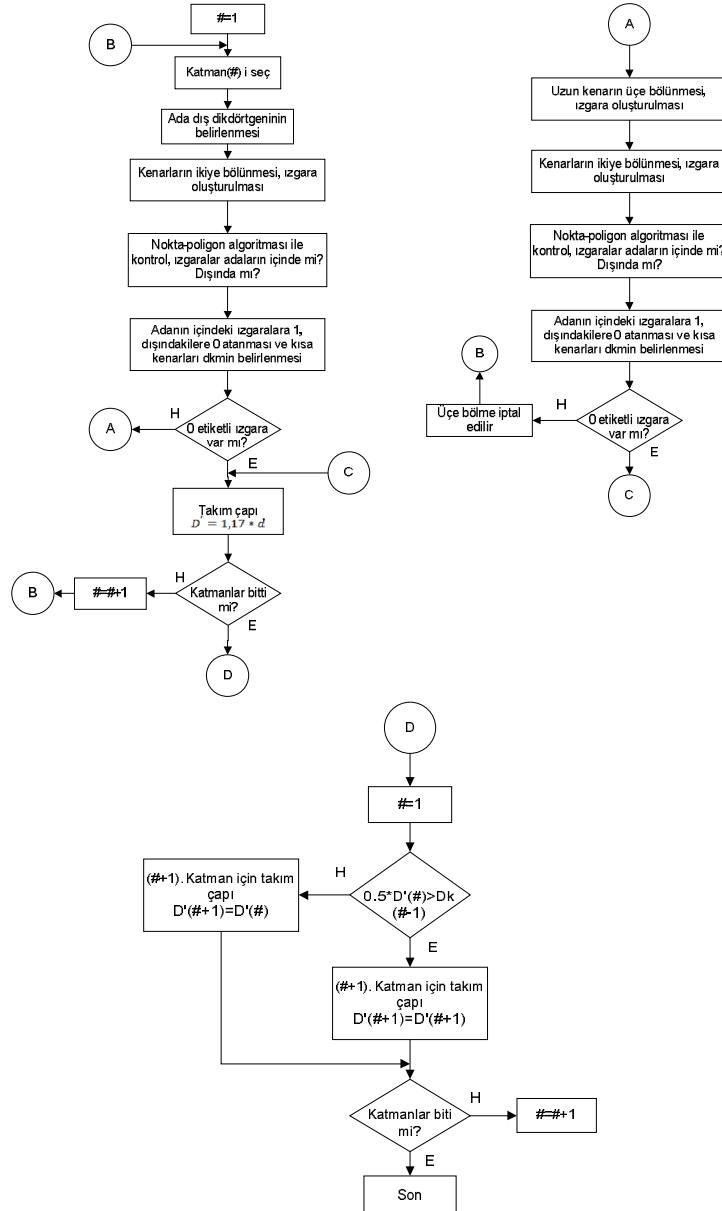 #=1
B
Katman(#) i seç
Ada dış dikdörtgeninin
belirlenmesi
Kenarların ikiye bölünmesi, ızgara
oluşturulması
Nokta-poligon algoritması ile
kontrol, ızgaralar adaların içinde mi?
Dışında mı?
Adanın içindeki ızgaralara 1,
dışındakilere 0 atanması ve kısa
kenarları dkmin belirlenmesi
H
0 etiketli ızgara
var mı?
A
E
C
Takım çapı
D' = 1,17 * d
H
Katmanlar bitti
mi?
#=#+1
B
E
D
A
Uzun kenarın üçe bölünmesi,
ızgara oluşturulması
Kenarların ikiye bölünmesi, ızgara
oluşturulması
Nokta-poligon algoritması ile
kontrol, ızgaralar adaların içinde mi?
Dışında mı?
Adanın içindeki ızgaralara 1,
dışındakilere 0 atanması ve kısa
kenarları dkmin belirlenmesi
B
Üçe bölme iptal
edilir
H
0 etiketli ızgara
var mı?
E
C
D
#=1
H
0.5*D'(#)>Dk
(#-1)
(#+1). Katman için takım
çapı
D'(#+1)=D'(#)
E
(#+1). Katman için takım
çapı
D'(#+1)=D'(#+1)
Katmanlar biti
mi?
H
#=#+1
E
Son